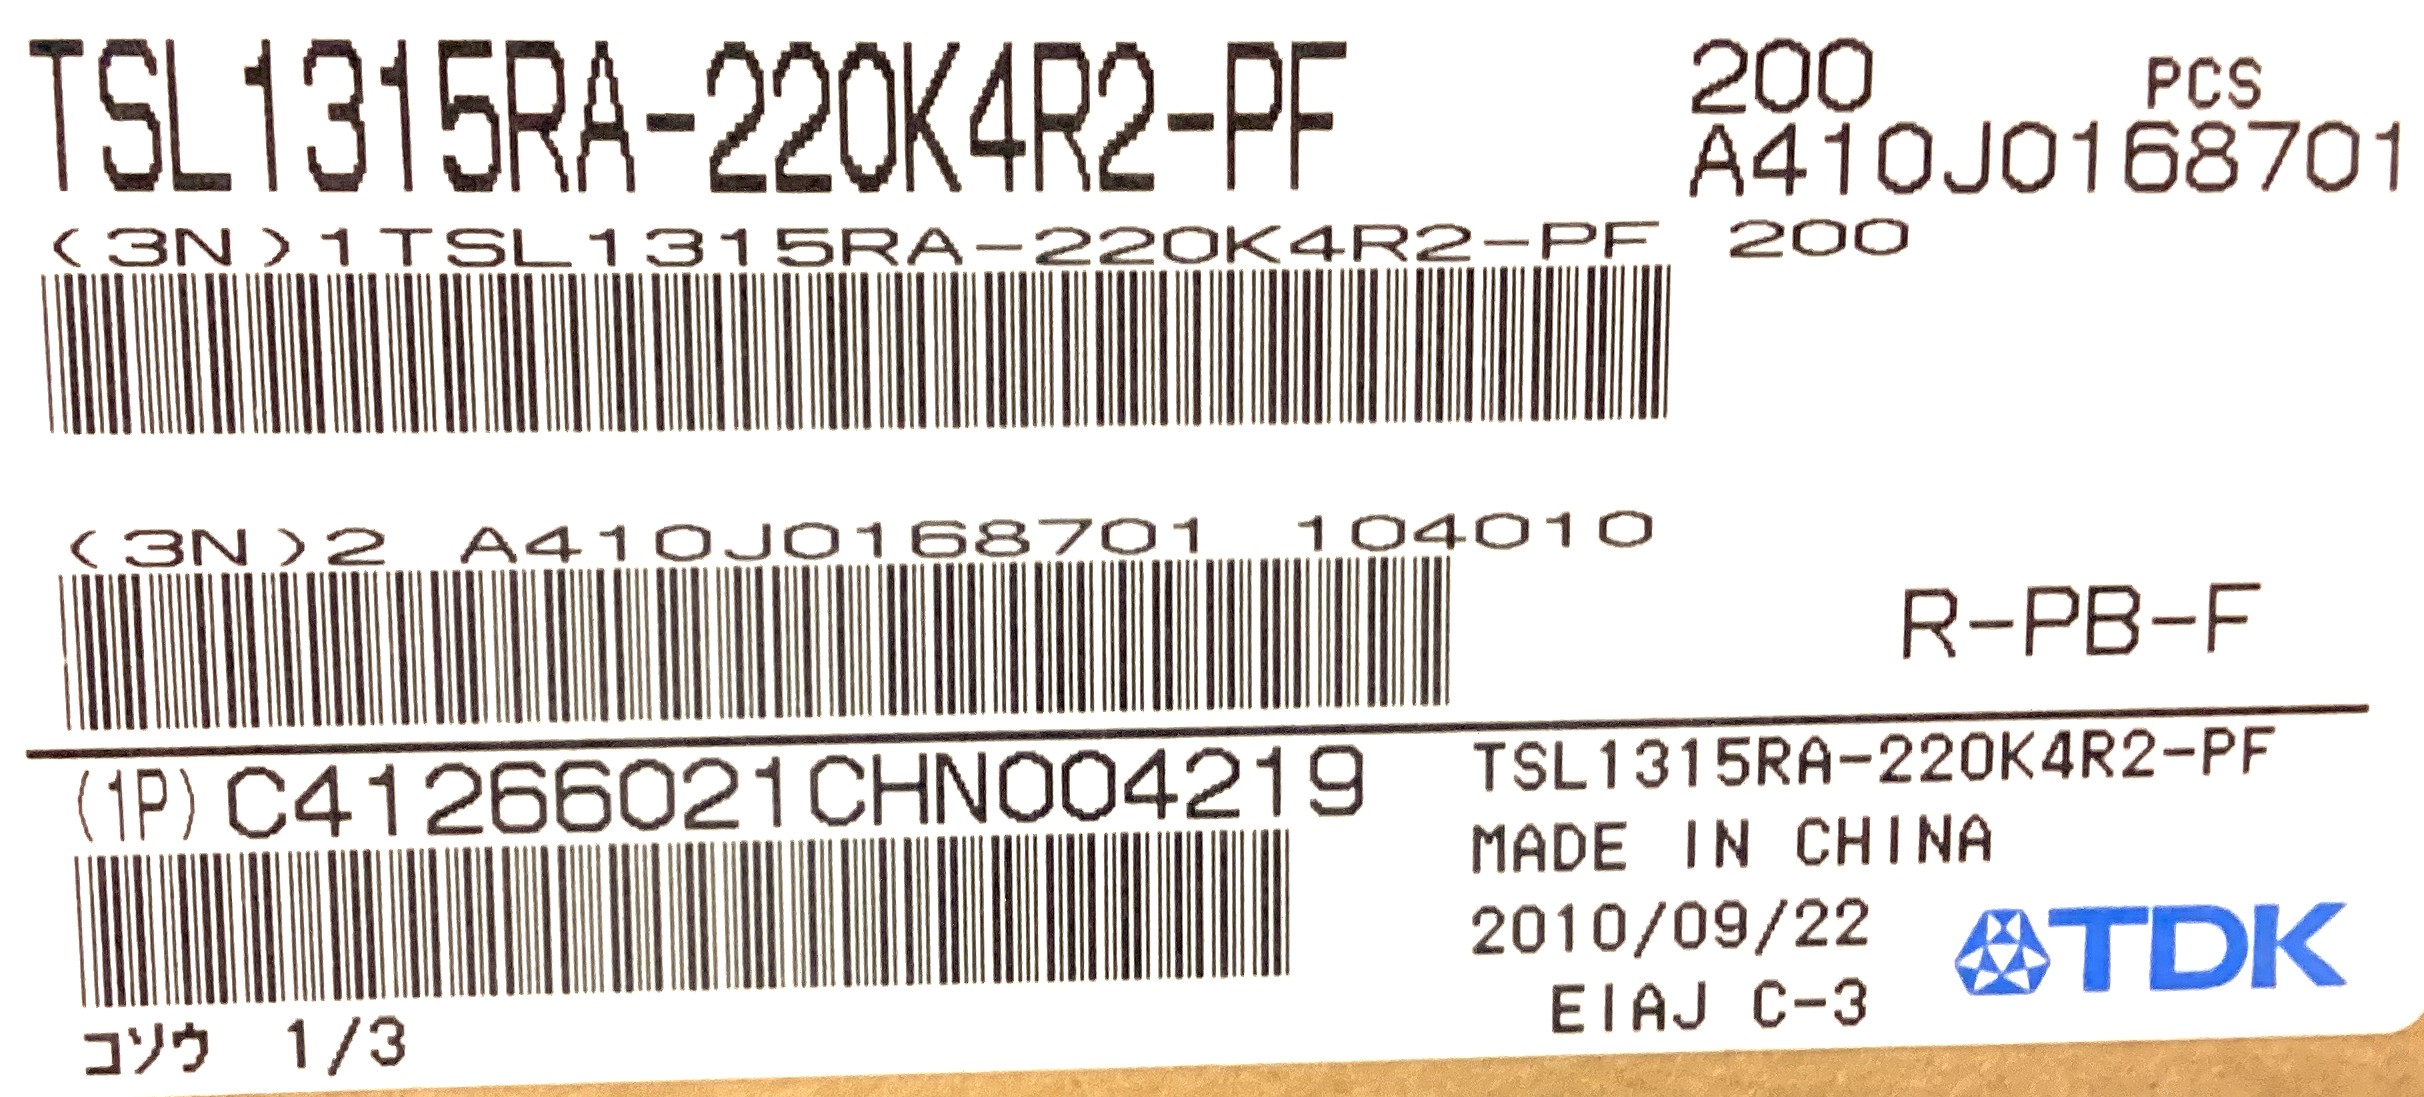 TSL1315RA-220K4R2-PF
200 PCS
A410J0168701
(3N)1TSL1315RA-220K4R2-PF 200
(3N)2 A410J0168701 104010
R-PB-F
(1P)C41266021CHN004219
コソウ 1/3
TSL1315RA-220K4R2-PF
MADE IN CHINA
2010/09/22
EIAJ C-3
TDK